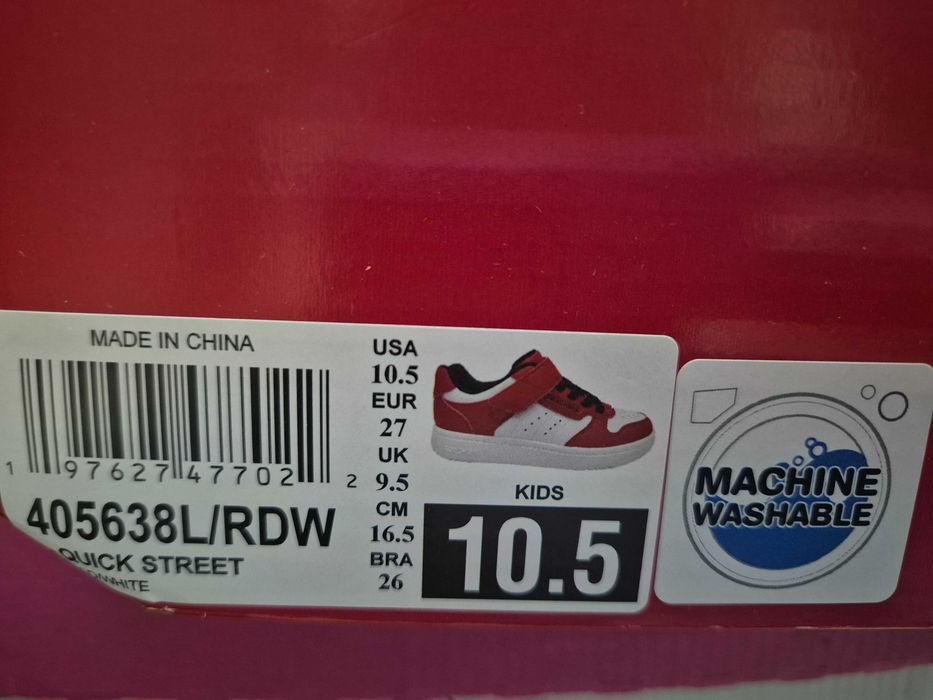 MADE IN CHINA
1 97627 47702 2
405638L/RDW
QUICK STREET
/WHITE
USA
10.5
EUR
27
UK
9.5
CM
16.5
BRA
26
KIDS
10.5
MACHINE
WASHABLE